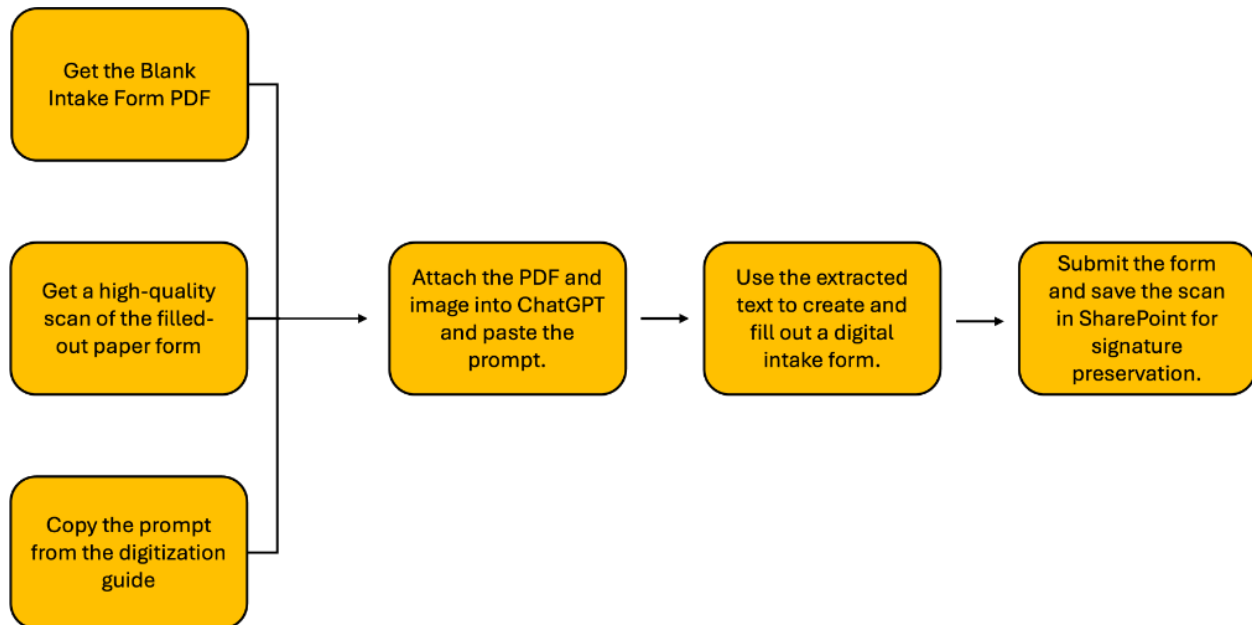 Get the Blank
Intake Form PDF
Get a high-quality
scan of the filled-
out paper form
Copy the prompt
from the digitization
guide
Attach the PDF and
image into ChatGPT
and paste the
prompt.
Use the extracted
text to create and
fill out a digital
intake form.
Submit the form
and save the scan
in SharePoint for
signature
preservation.